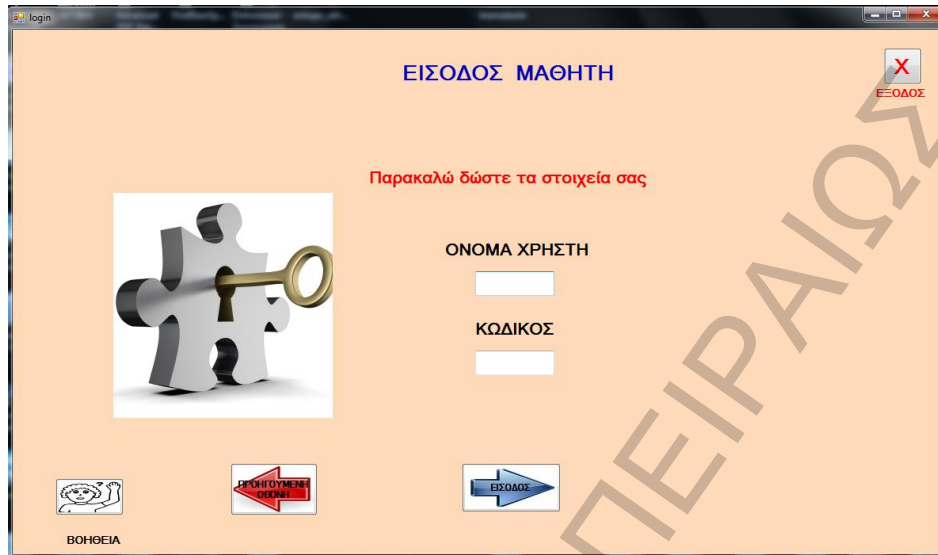 login
ΕΙΣΟΔΟΣ ΜΑΘΗΤΗ
X
ΕΞΟΔΟΣ
Παρακαλώ δώστε τα στοιχεία σας
ΟΝΟΜΑ ΧΡΗΣΤΗ
ΚΩΔΙΚΟΣ
ΠΡΟΗΓΟΥΜΕΝΗ
ΟΘΟΝΗ
ΕΙΣΟΔΟΣ
ΒΟΗΘΕΙΑ
ΠΕΙΡΑΙΩΣ